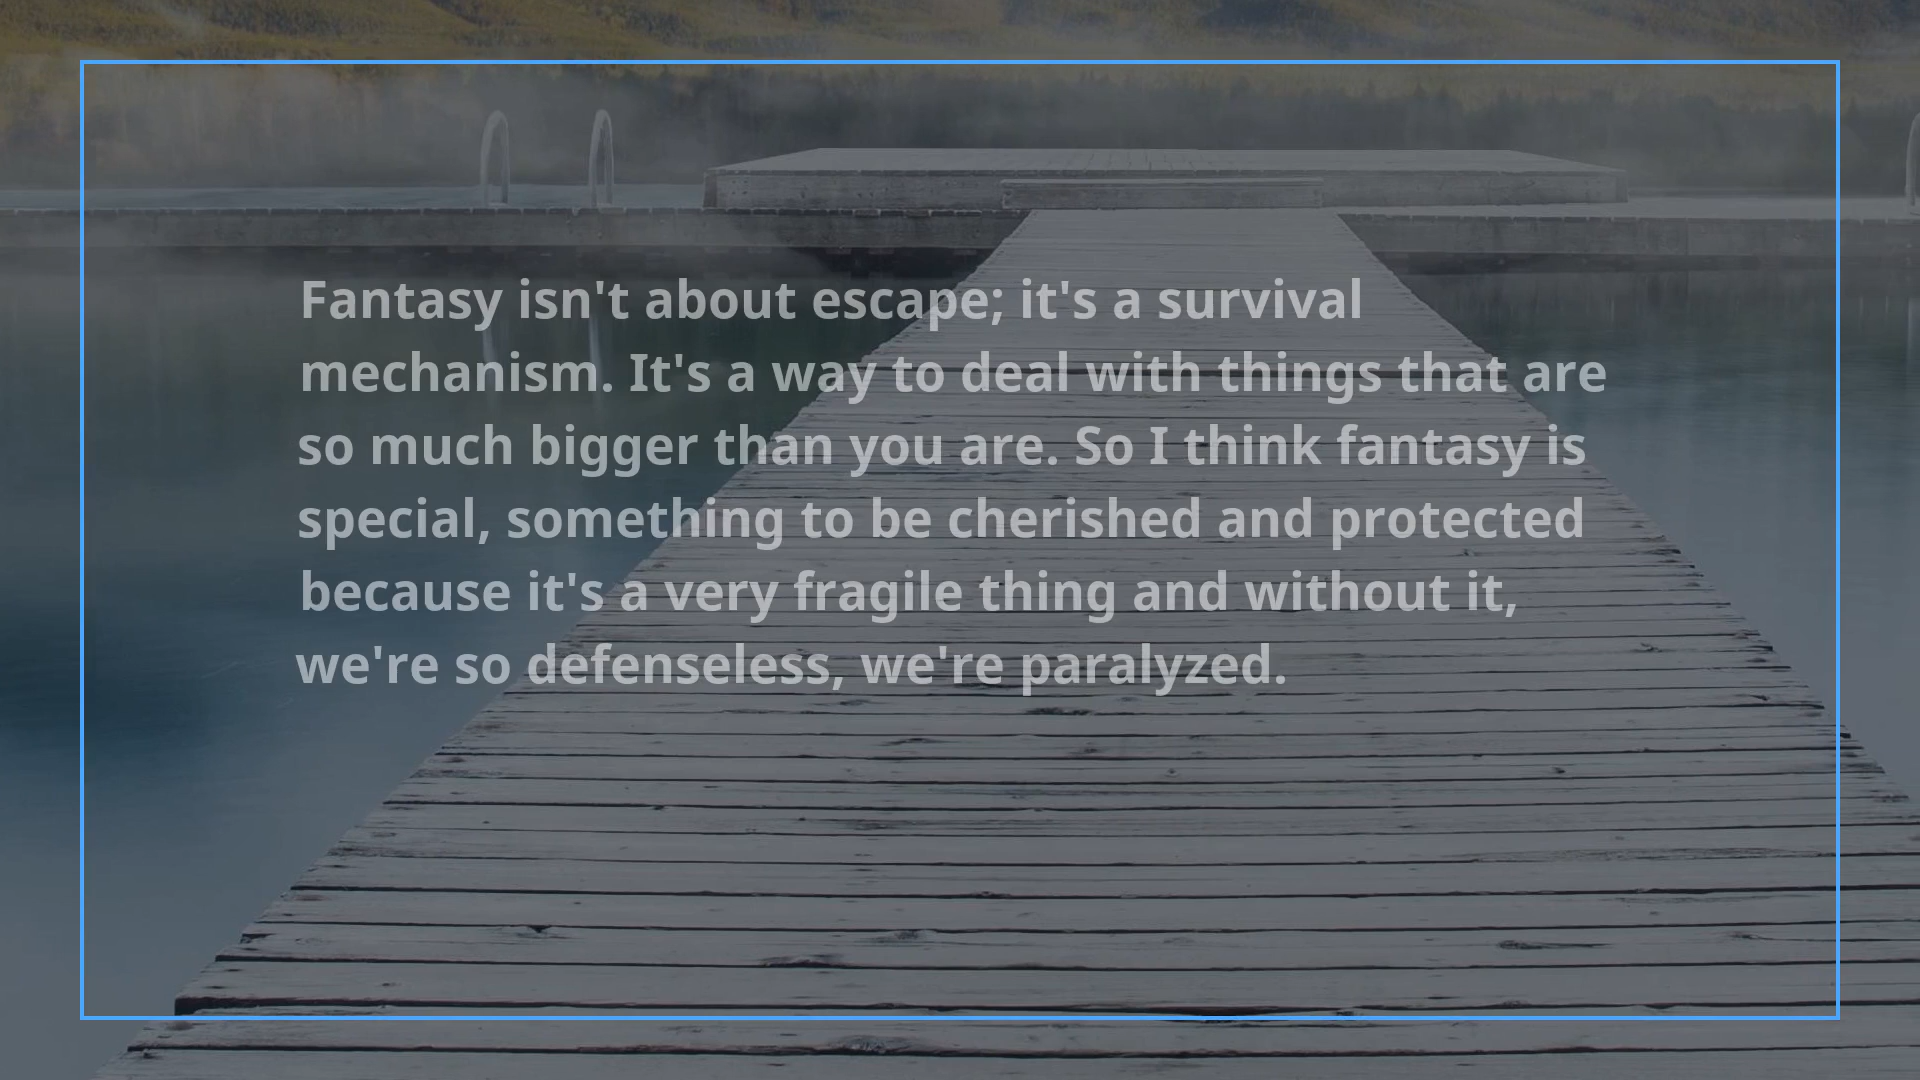 Fantasy isn't about escape; it's a survival
mechanism. It's a way to deal with things that are
so much bigger than you are. So I think fantasy is
special, something to be cherished and protected
because it's a very fragile thing and without it,
we're so defenseless, we're paralyzed.